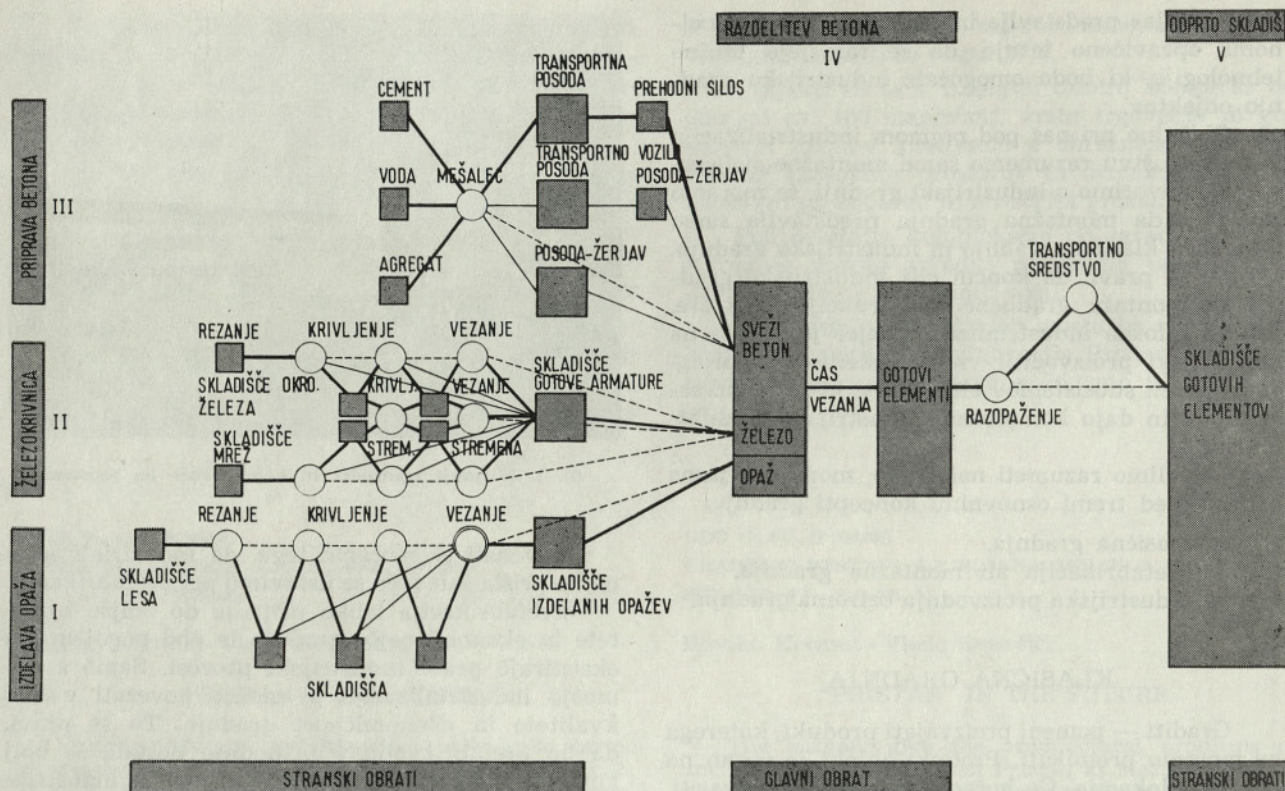 RAZDELITEV BETONA
IV
ODPRTO SKLADIŠ.
V
PRIPRAVA BETONA
III
CEMENT
TRANSPORTNA
POSODA
PREHODNI SILOS
TRANSPORTNO VOZILO
POSODA
POSODA-ŽERJAV
VODA
MEŠALEC
AGREGAT
POSODA-ŽERJAV
ŽELEZOKRIVNICA
II
REZANJE
KRIVLJENJE
VEZANJE
SKLADIŠČE
ŽELEZA
OKRO.
KRIVLJ.
VEZANJE
SKLADIŠČE
GOTOVE ARMATURE
SKLADIŠČE
MREŽ
STREM.
STREMENA
IZDELAVA OPAŽA
I
REZANJE
KRIVLJENJE
VEZANJE
SKLADIŠČE
LESA
SKLADIŠČA
SKLADIŠČE
IZDELANIH OPAŽEV
SVEŽI
BETON
ŽELEZO
OPAŽ
ČAS
VEZANJA
GOTOVI
ELEMENTI
TRANSPORTNO
SREDSTVO
RAZOPAŽENJE
SKLADIŠČE
GOTOVIH
ELEMENTOV
STRANSKI OBRATI
GLAVNI OBRAT
STRANSKI OBRATI